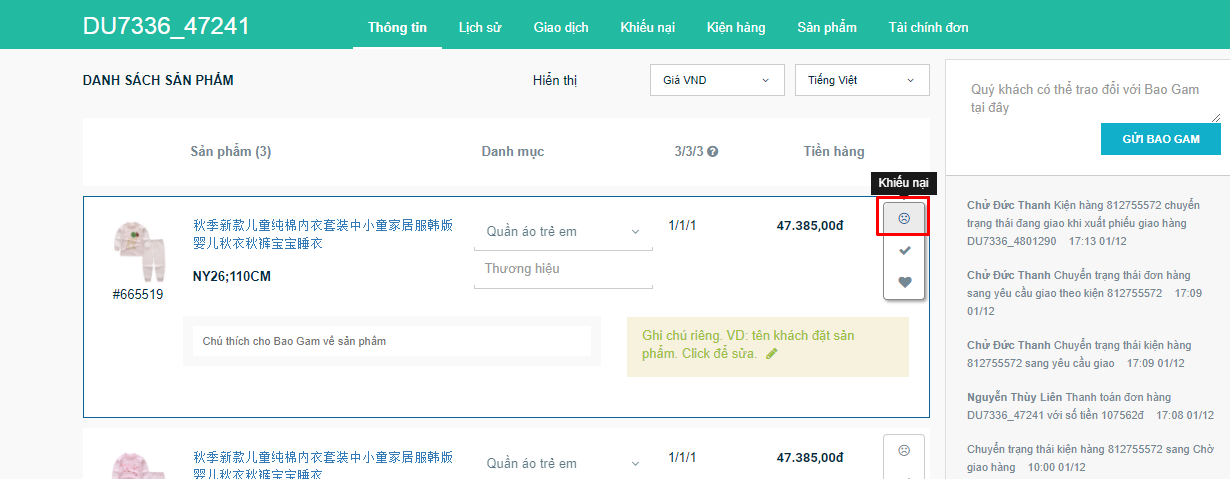 DU7336_47241
Thông tin Lịch sử Giao dịch Khiếu nại Kiện hàng Sản phẩm Tài chính đơn
DANH SÁCH SẢN PHẨM
Hiển thị
Giá VND
Tiếng Việt
Sản phẩm (3) Danh mục 3/3/3 Tiền hàng
Khiếu nại
秋季新款儿童纯棉内衣套装中小童家居服韩版
婴儿秋衣秋裤宝宝睡衣
NY26;110CM
#665519
Quần áo trẻ em
Thương hiệu
1/1/1
47.385,00đ
Chú thích cho Bao Gam về sản phẩm
Ghi chú riêng. VD: tên khách đặt sản
phẩm. Click để sửa.
秋季新款儿童纯棉内衣套装中小童家居服韩版
婴儿秋衣秋裤宝宝睡衣
Quần áo trẻ em
1/1/1
47.385,00đ
Quý khách có thể trao đổi với Bao Gam
tại đây
GỬI BAO GAM
Chử Đức Thanh Kiện hàng 812755572 chuyển
trạng thái đang giao khi xuất phiếu giao hàng
DU7336_4801290 17:13 01/12
Chử Đức Thanh Chuyển trạng thái đơn hàng
sang yêu cầu giao theo kiện 812755572 17:09
01/12
Chử Đức Thanh Chuyển trạng thái kiện hàng
812755572 sang yêu cầu giao 17:09 01/12
Nguyễn Thùy Liên Thanh toán đơn hàng
DU7336_47241 với số tiền 107562đ 17:08 01/12
Chuyển trạng thái kiện hàng 812755572 sang Chờ
giao hàng 10:00 01/12